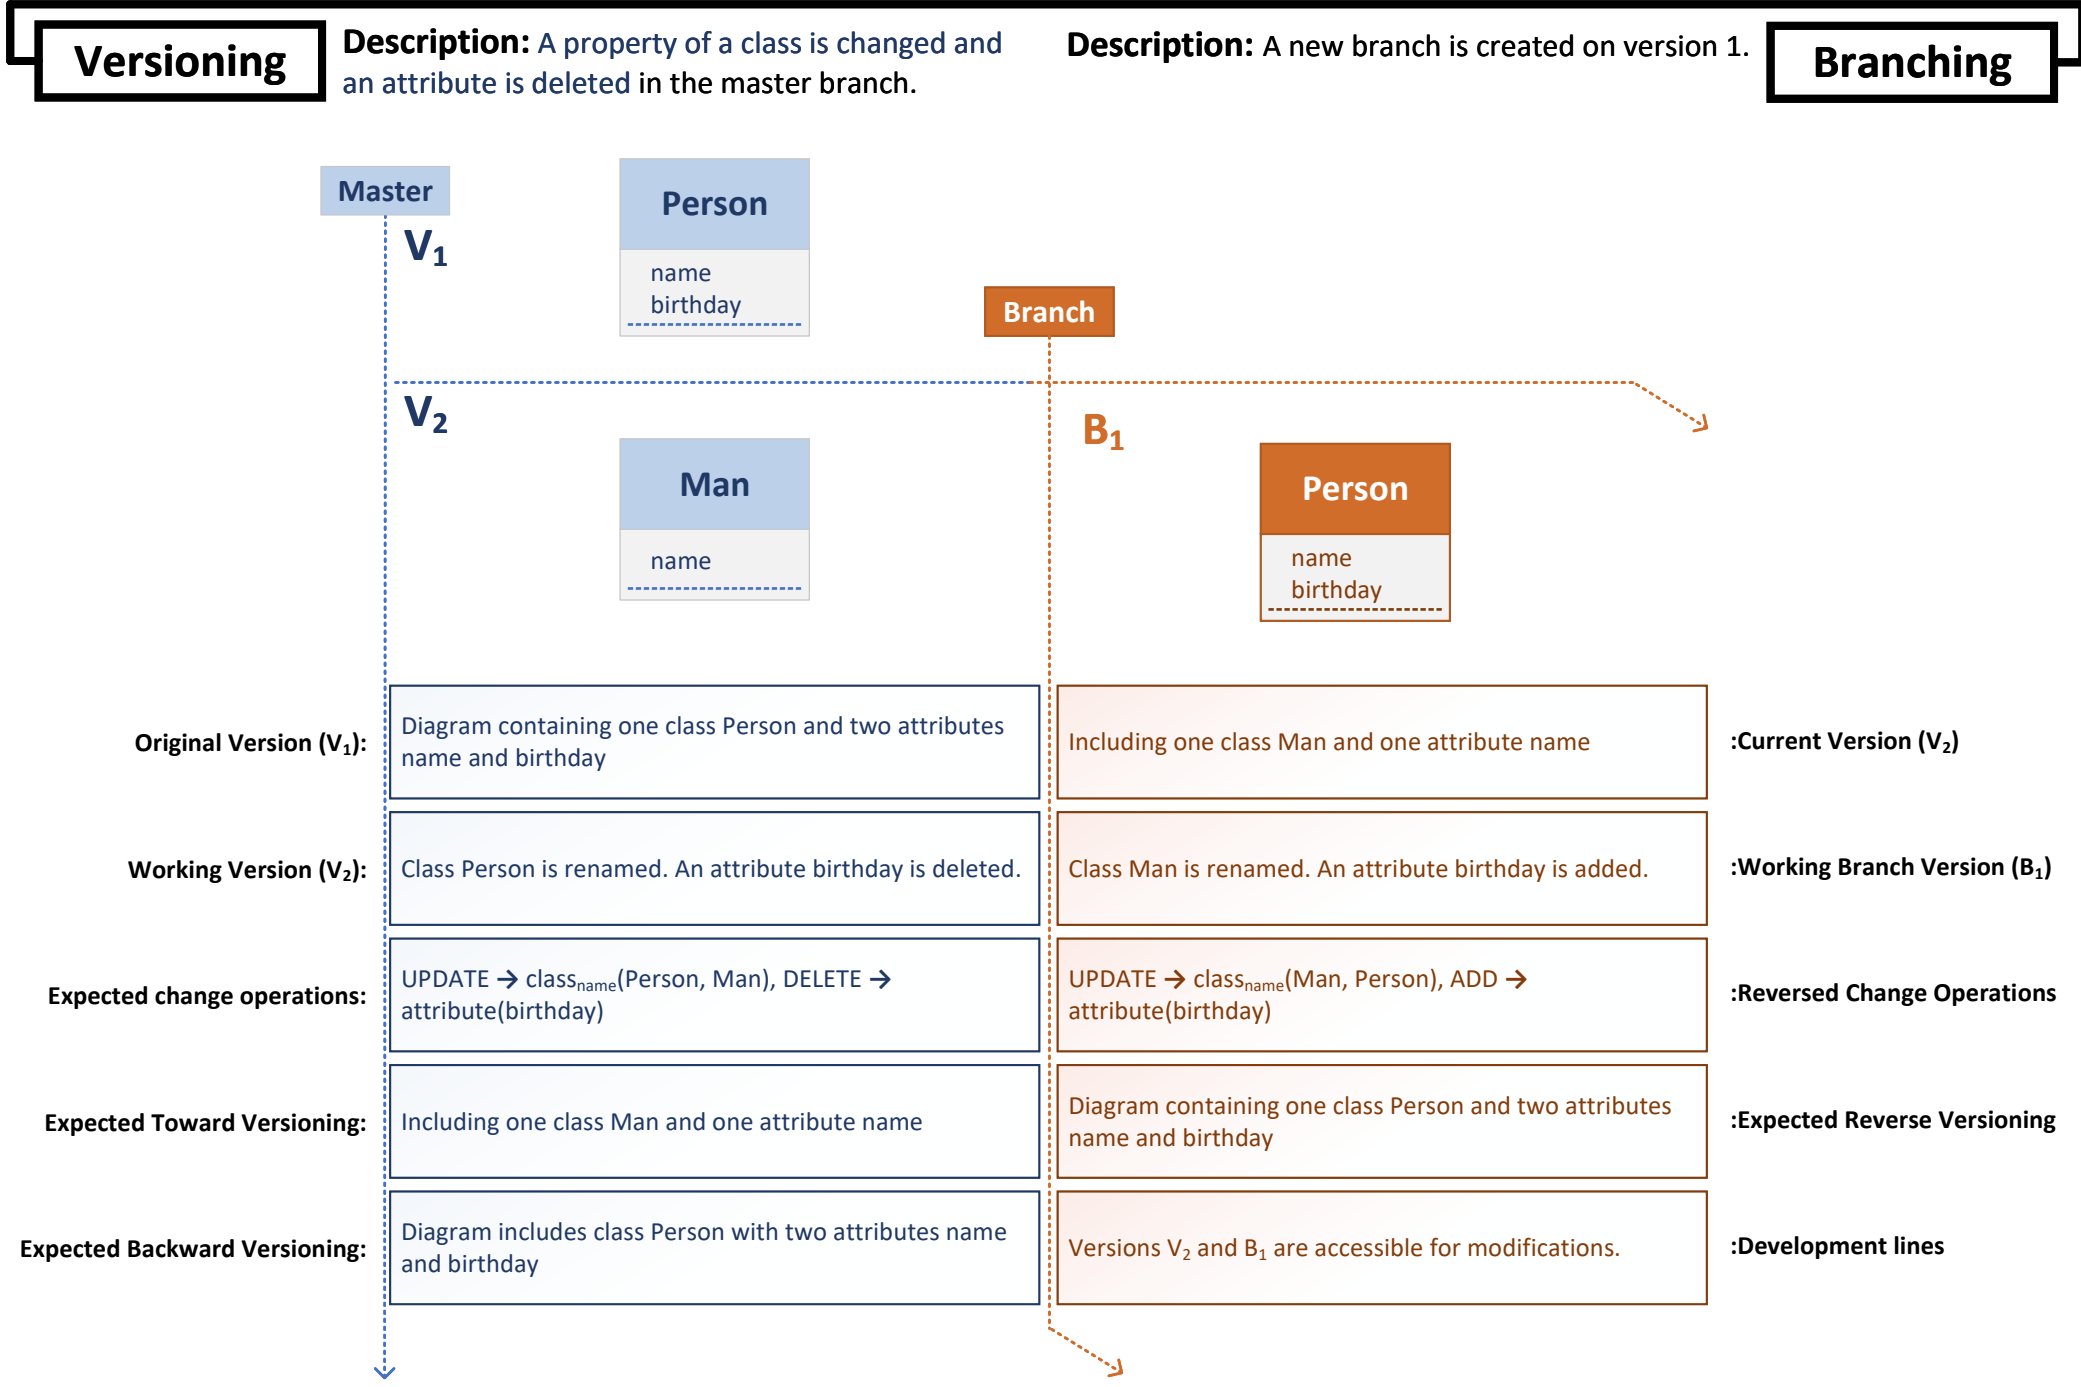 Versioning
Description: A property of a class is changed and
an attribute is deleted in the master branch.
Description: A new branch is created on version 1.
Branching
Master
V₁
Person
name
birthday
Branch
V₂
Man
name
B₁
Person
name
birthday
Original Version (V₁):
Diagram containing one class Person and two attributes
name and birthday
Including one class Man and one attribute name
:Current Version (V₂)
Working Version (V₂):
Class Person is renamed. An attribute birthday is deleted.
Class Man is renamed. An attribute birthday is added.
:Working Branch Version (B₁)
Expected change operations:
UPDATE → class_name(Person, Man), DELETE →
attribute(birthday)
UPDATE → class_name(Man, Person), ADD →
attribute(birthday)
:Reversed Change Operations
Expected Toward Versioning:
Including one class Man and one attribute name
Diagram containing one class Person and two attributes
name and birthday
:Expected Reverse Versioning
Expected Backward Versioning:
Diagram includes class Person with two attributes name
and birthday
Versions V₂ and B₁ are accessible for modifications.
:Development lines